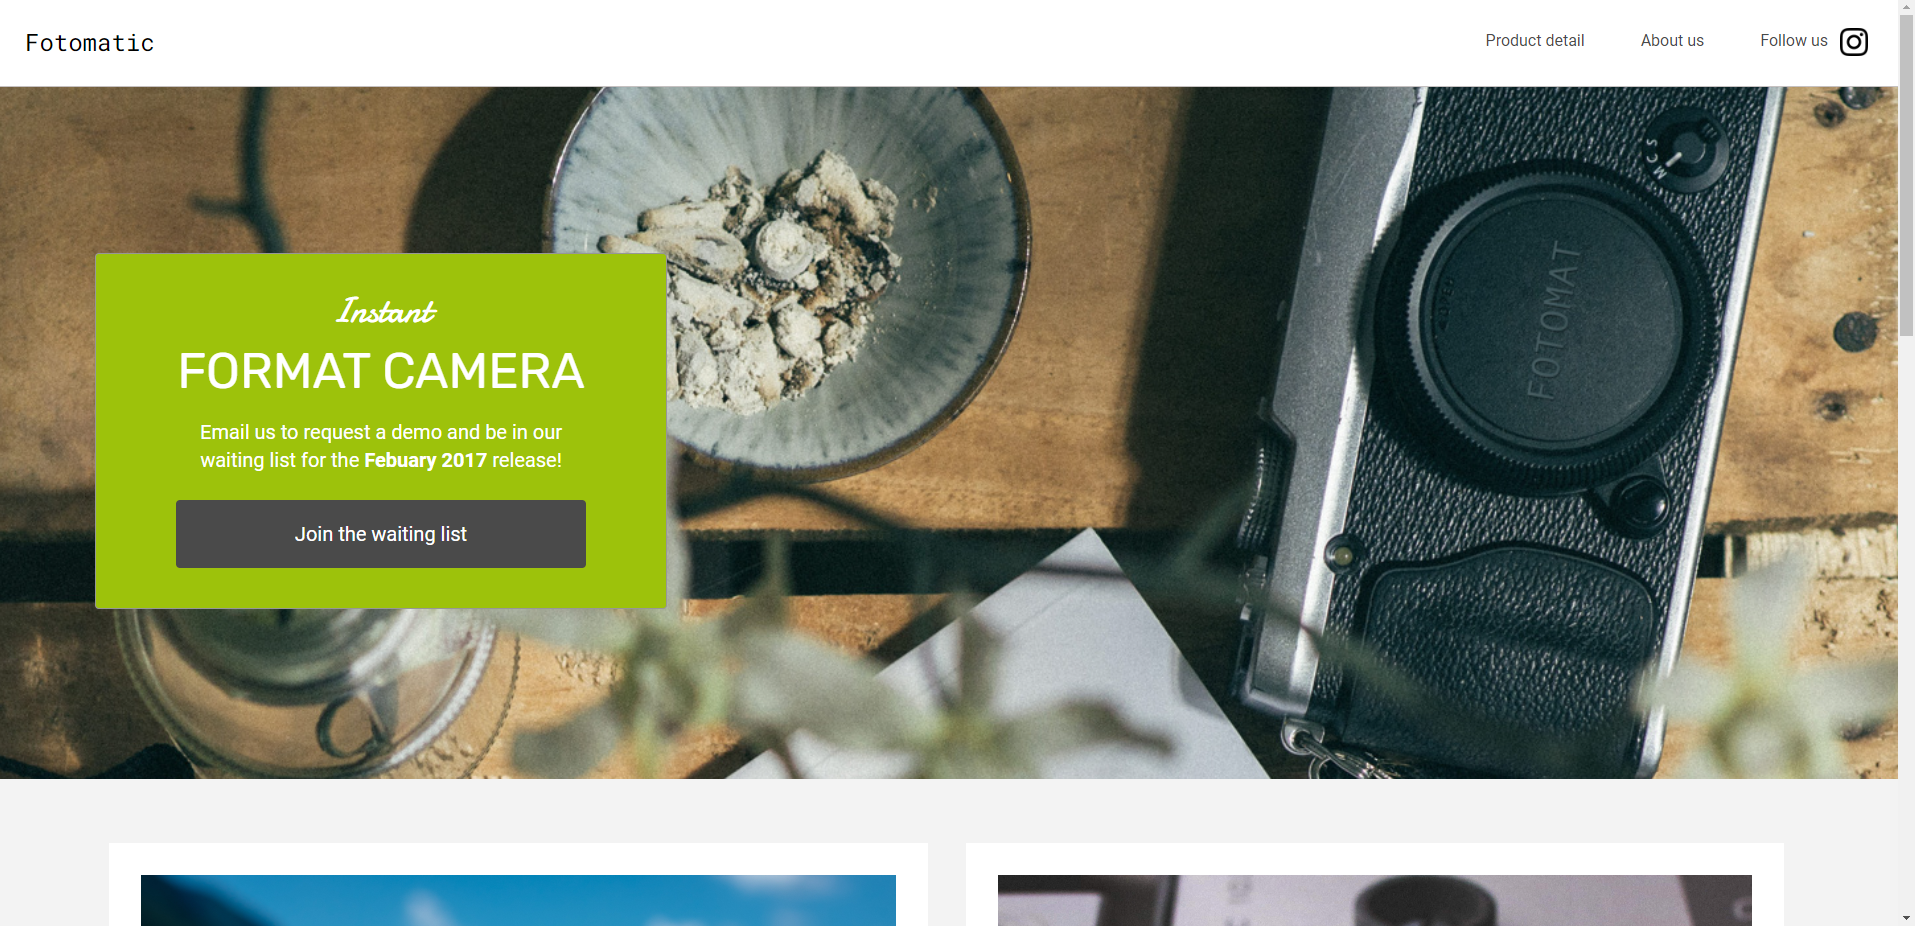 Fotomatic
Product detail
About us
Follow us
Instant
FORMAT CAMERA
Email us to request a demo and be in our
waiting list for the Febuary 2017 release!
Join the waiting list
FOTOMAT
M C S